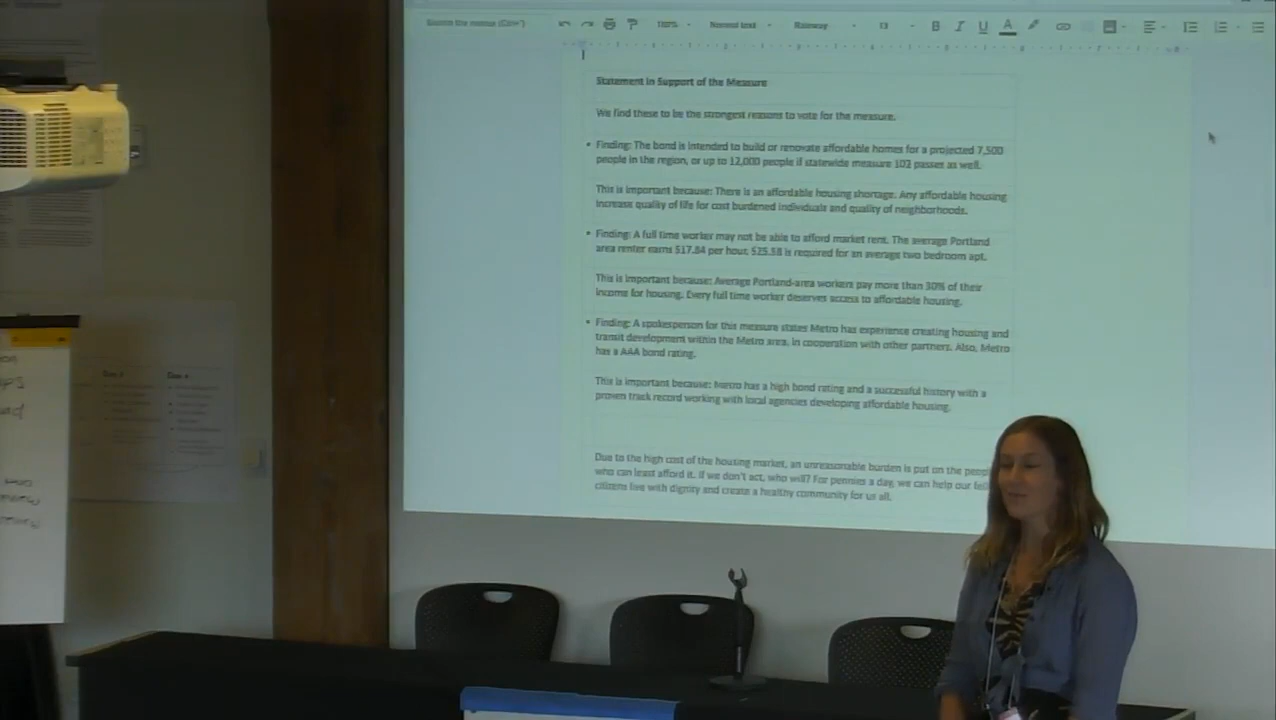 100%
Normal text
Raleway
B I U A
Statement in Support of the Measure
We find these to be the strongest reasons to vote for the measure.
Finding: The bond is intended to build or renovate affordable homes for a projected 7,500
people in the region, or up to 12,000 people if statewide measure 102 passes as well.
This is important because: There is an affordable housing shortage. Any affordable housing
increase quality of life for cost burdened individuals and quality of neighborhoods.
Finding: A full time worker may not be able to afford market rent. The average Portland
area renter earns $17.84 per hour, $25.58 is required for an average two bedroom apt.
This is important because: Average Portland-area workers pay more than 30% of their
income for housing. Every full time worker deserves access to affordable housing.
Finding: A spokesperson for this measure states Metro has experience creating housing and
transit development within the Metro area, in cooperation with other partners. Also, Metro
has a AAA bond rating.
This is important because: Metro has a high bond rating and a successful history with a
proven track record working with local agencies developing affordable housing.
Due to the high cost of the housing market, an unreasonable burden is put on the
who can least afford it. If we don't act, who will? For pennies a day, we can help our
citizens live with dignity and create a healthy community for us all.